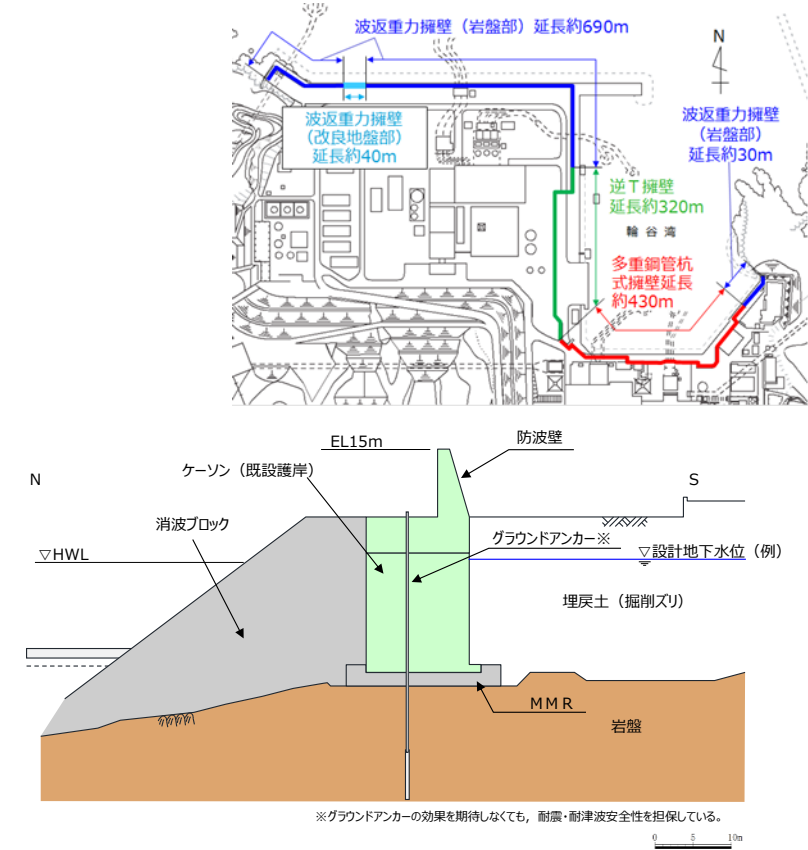 波返重力擁壁（岩盤部）延長約690m
N
波返重力擁壁
（改良地盤部）
延長約40m
波返重力擁壁
（岩盤部）
延長約30m
逆T擁壁
延長約320m
輪谷湾
多重鋼管杭
式擁壁延長
約430m
EL15m
防波壁
N
ケーソン（既設護岸）
S
消波ブロック
グラウンドアンカー※
▽HWL
▽設計地下水位（例）
埋戻土（掘削ズリ）
MMR
岩盤
※グラウンドアンカーの効果を期待しなくても，耐震・耐津波安全性を担保している。
0 5 10m